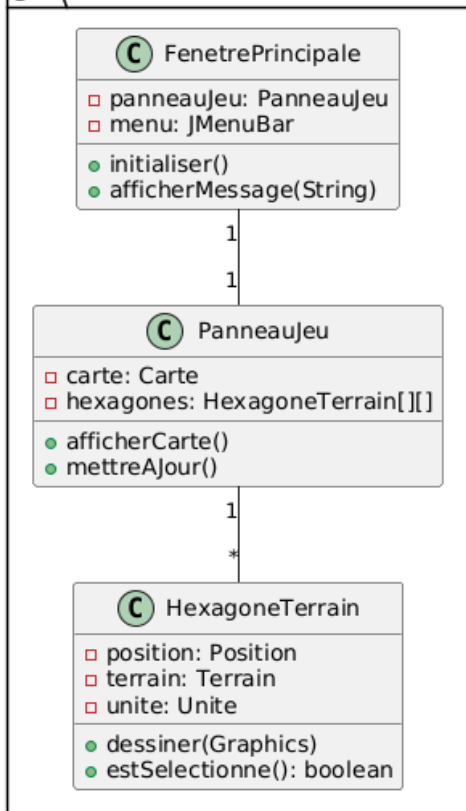 C FenetrePrincipale
panneauJeu: PanneauJeu
menu: JMenuBar
initialiser()
afficherMessage(String)
1
1
C PanneauJeu
carte: Carte
hexagones: HexagoneTerrain[][]
afficherCarte()
mettreAJour()
1
*
C HexagoneTerrain
position: Position
terrain: Terrain
unite: Unite
dessiner(Graphics)
estSelectionne(): boolean